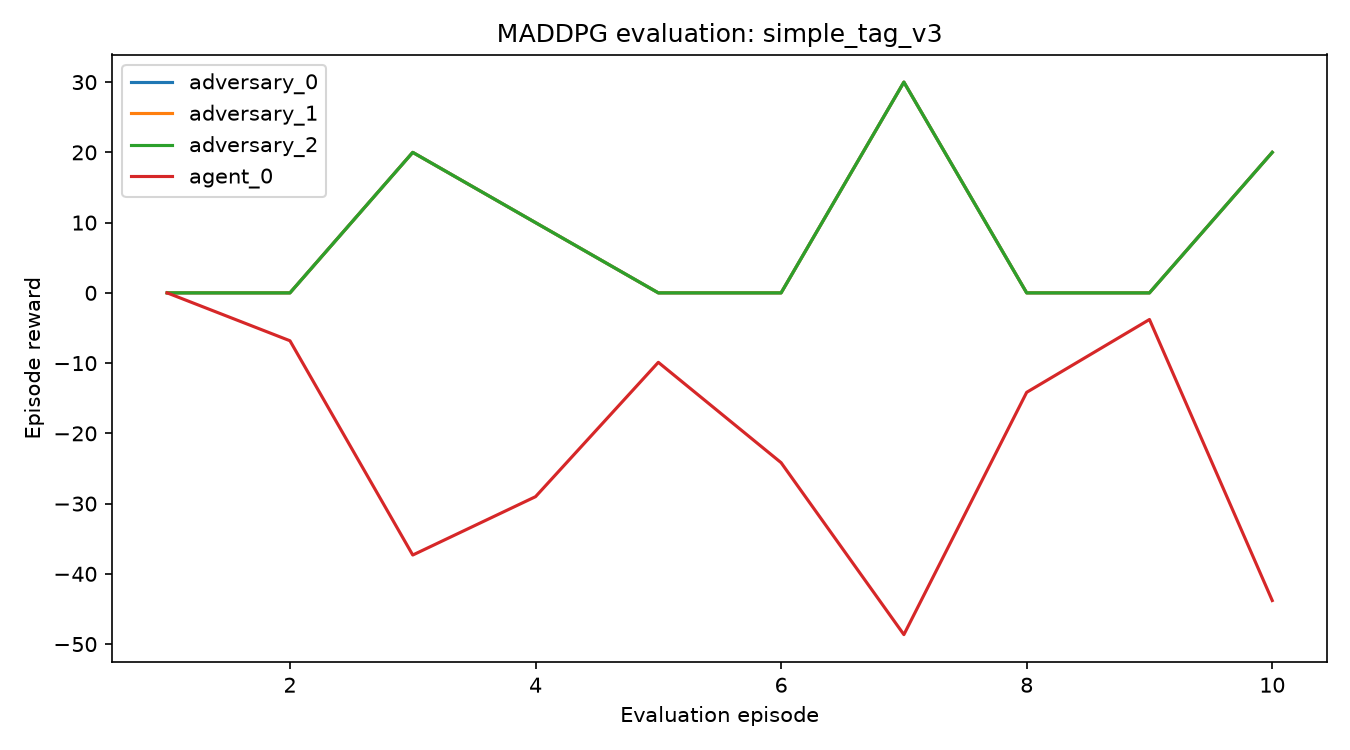 MADDPG evaluation: simple_tag_v3
adversary_0
adversary_1
adversary_2
agent_0
30
20
10
0
−10
−20
−30
−40
−50
Episode reward
2
4
6
8
10
Evaluation episode